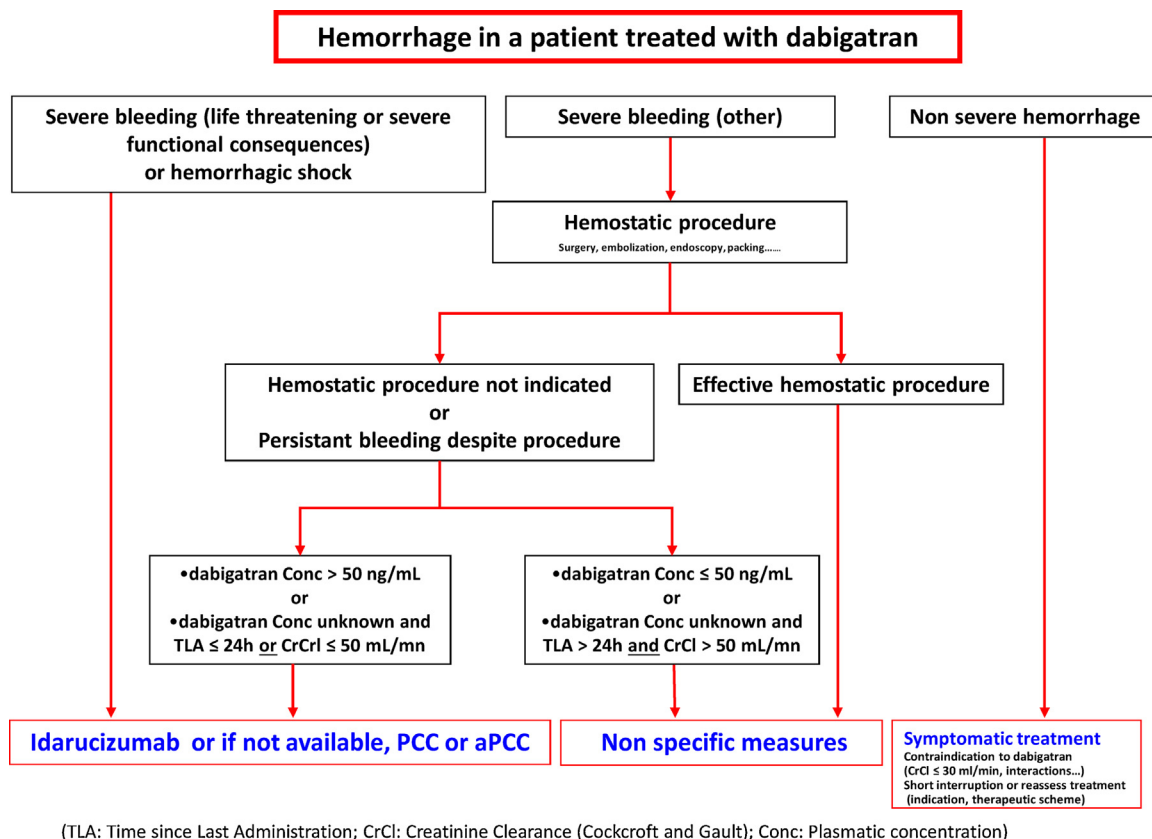 Hemorrhage in a patient treated with dabigatran
Severe bleeding (life threatening or severe
functional consequences)
or hemorrhagic shock
Severe bleeding (other)
Non severe hemorrhage
Hemostatic procedure
Surgery, embolization, endoscopy, packing......
Hemostatic procedure not indicated
or
Persistant bleeding despite procedure
Effective hemostatic procedure
•dabigatran Conc > 50 ng/mL
or
•dabigatran Conc unknown and
TLA ≤ 24h or CrCrl ≤ 50 mL/mn
•dabigatran Conc ≤ 50 ng/mL
or
•dabigatran Conc unknown and
TLA > 24h and CrCl > 50 mL/mn
Idarucizumab or if not available, PCC or aPCC
Non specific measures
Symptomatic treatment
Contraindication to dabigatran
(CrCl ≤ 30 ml/min, interactions...)
Short interruption or reassess treatment
(indication, therapeutic scheme)
(TLA: Time since Last Administration; CrCl: Creatinine Clearance (Cockcroft and Gault); Conc: Plasmatic concentration)